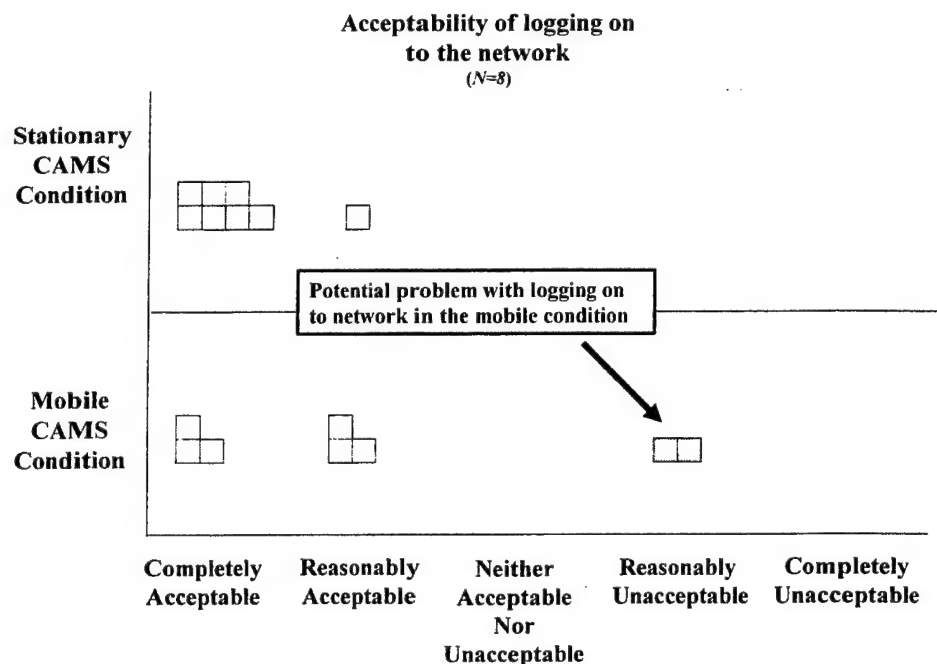 Acceptability of logging on
to the network
(N=8)
Stationary
CAMS
Condition
Potential problem with logging on
to network in the mobile condition
Mobile
CAMS
Condition
Completely
Acceptable
Reasonably
Acceptable
Neither
Acceptable
Nor
Unacceptable
Reasonably
Unacceptable
Completely
Unacceptable